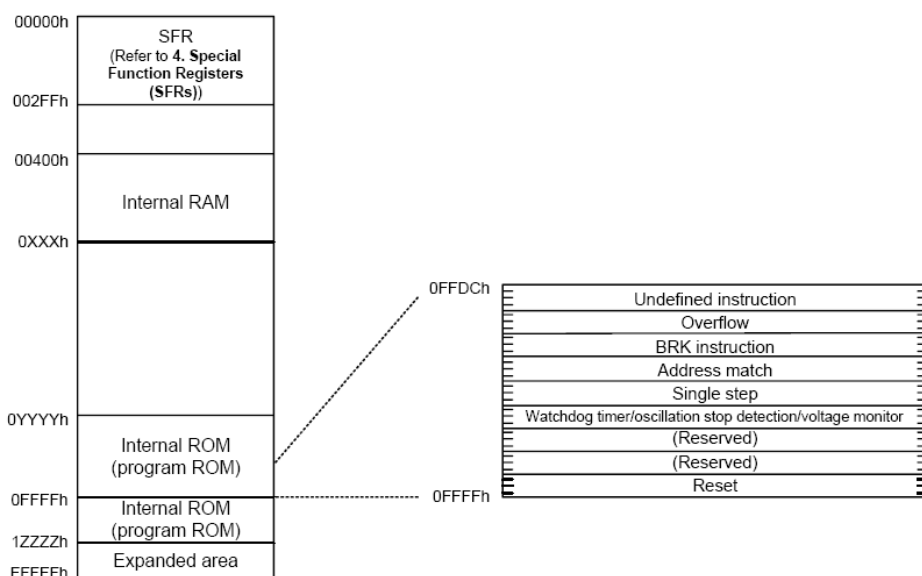 00000h
SFR
(Refer to 4. Special
Function Registers
(SFRs))
002FFh
00400h
Internal RAM
0XXXh
0YYYYh
Internal ROM
(program ROM)
0FFFFh
Internal ROM
(program ROM)
1ZZZZh
Expanded area
FFFFFh
0FFDCh
Undefined instruction
Overflow
BRK instruction
Address match
Single step
Watchdog timer/oscillation stop detection/voltage monitor
(Reserved)
(Reserved)
Reset
0FFFFh